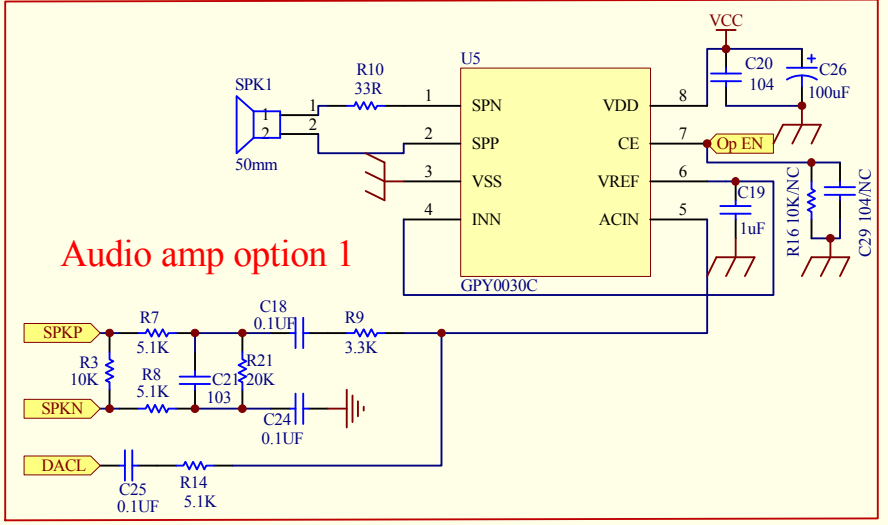 VCC
U5
C20
104
C26
100uF
R10
33R
SPK1
1
2
1
2
50mm
1
SPN
VDD
8
2
SPP
CE
7
Op EN
3
VSS
VREF
6
4
INN
ACIN
5
GPY0030C
C19
1uF
R16 10K/NC
C29 104/NC
Audio amp option 1
SPKP
R7
5.1K
C18
0.1UF
R9
3.3K
R3
10K
R8
5.1K
C21
103
R21
20K
SPKN
C24
0.1UF
DACL
C25
0.1UF
R14
5.1K